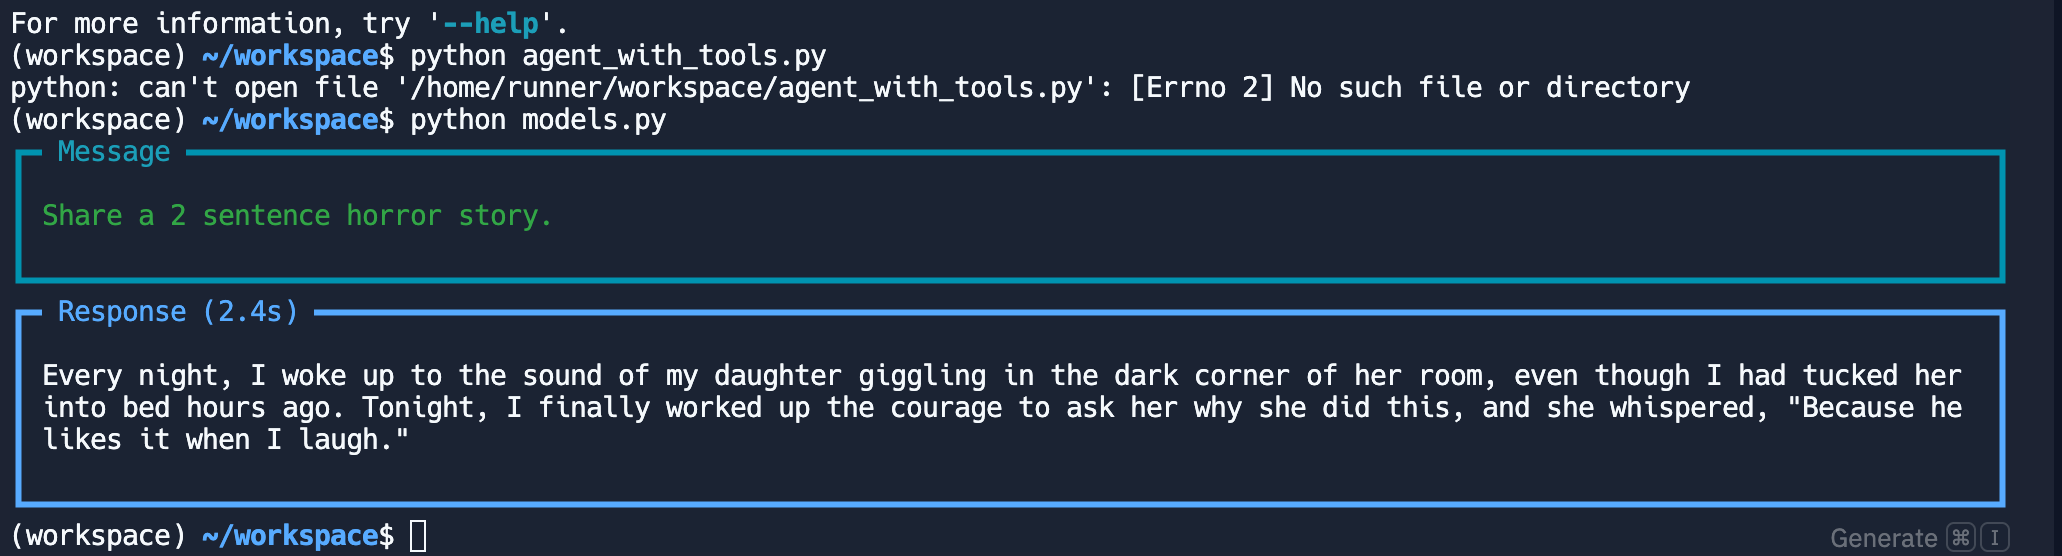 For more information, try '--help'.
(workspace) ~/workspace$ python agent_with_tools.py
python: can't open file '/home/runner/workspace/agent_with_tools.py': [Errno 2] No such file or directory
(workspace) ~/workspace$ python models.py
Message
Share a 2 sentence horror story.
Response (2.4s)
Every night, I woke up to the sound of my daughter giggling in the dark corner of her room, even though I had tucked her
into bed hours ago. Tonight, I finally worked up the courage to ask her why she did this, and she whispered, "Because he
likes it when I laugh."
(workspace) ~/workspace$
Generate ⌘ I